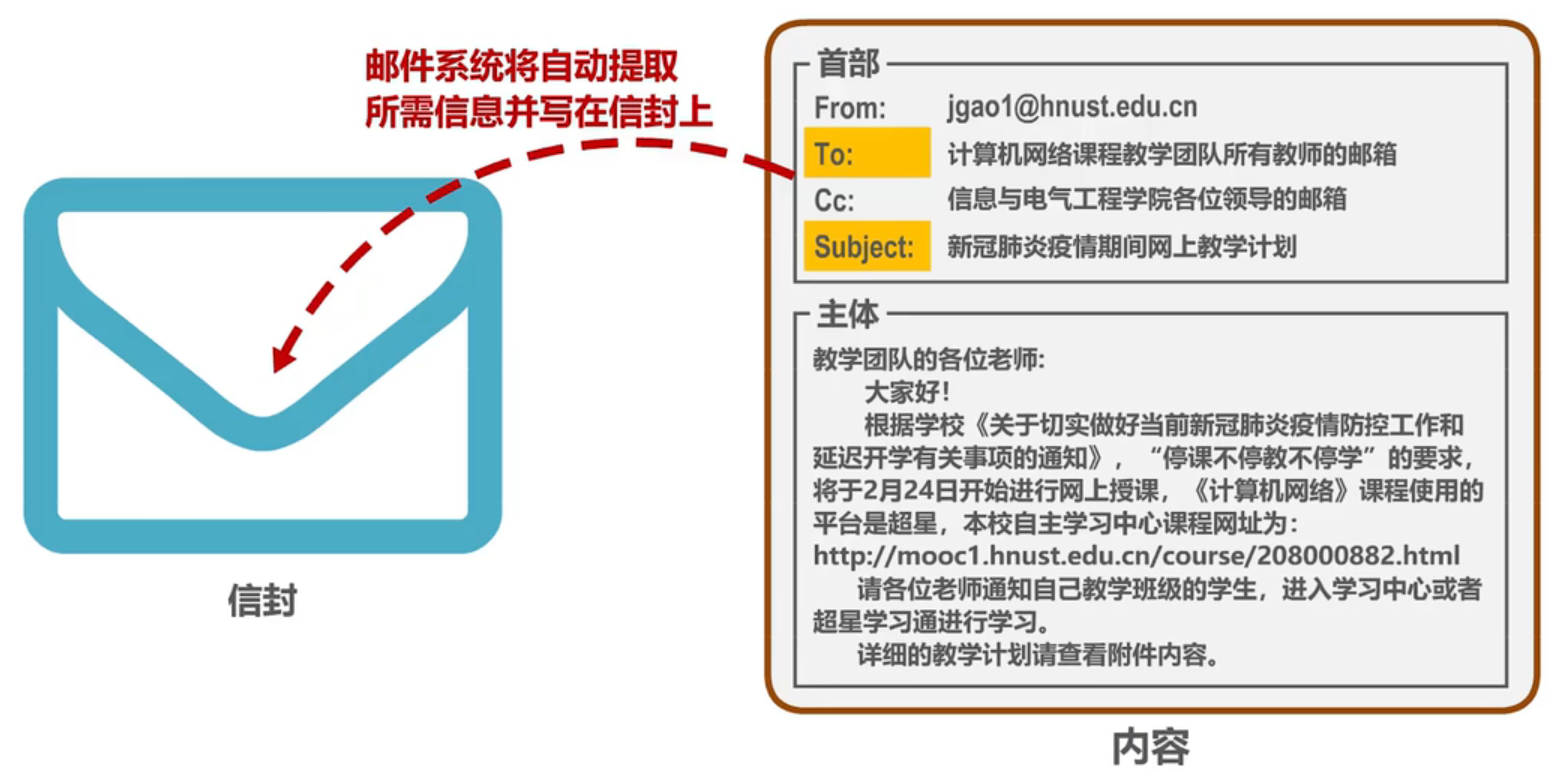 邮件系统将自动提取
所需信息并写在信封上
信封
首部
From: jgao1@hnust.edu.cn
To: 计算机网络课程教学团队所有教师的邮箱
Cc: 信息与电气工程学院各位领导的邮箱
Subject: 新冠肺炎疫情期间网上教学计划
主体
教学团队的各位老师:
大家好!
根据学校《关于切实做好当前新冠肺炎疫情防控工作和
延迟开学有关事项的通知》，“停课不停教不停学”的要求，
将于2月24日开始进行网上授课，《计算机网络》课程使用的
平台是超星，本校自主学习中心课程网址为：
http://mooc1.hnust.edu.cn/course/208000882.html
请各位老师通知自己教学班级的学生，进入学习中心或者
超星学习通进行学习。
详细的教学计划请查看附件内容。
内容